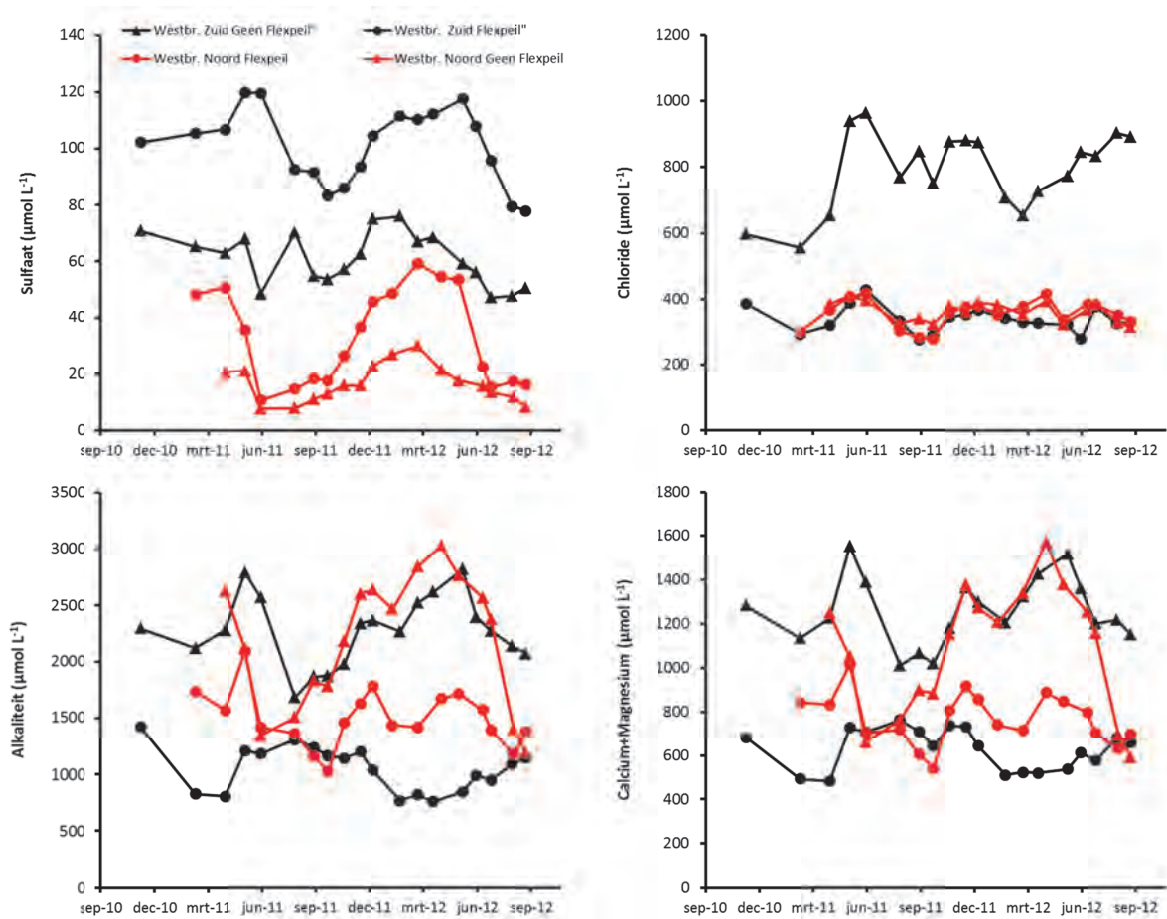 Westbr. Zuid Geen Flexpeil"
Westbr. Zuid Flexpeil"
Westbr. Noord Flexpeil
Westbr. Noord Geen Flexpeil
Sulfaat (µmol L-1)
140
120
100
80
60
40
20
0
sep-10 dec-10 mrt-11 jun-11 sep-11 dec-11 mrt-12 jun-12 sep-12
Chloride (µmol L-1)
1200
1000
800
600
400
200
0
sep-10 dec-10 mrt-11 jun-11 sep-11 dec-11 mrt-12 jun-12 sep-12
Alkaliteit (µmol L-1)
3500
3000
2500
2000
1500
1000
500
0
sep-10 dec-10 mrt-11 jun-11 sep-11 dec-11 mrt-12 jun-12 sep-12
Calcium+Magnesium (µmol L-1)
1800
1600
1400
1200
1000
800
600
400
200
0
sep-10 dec-10 mrt-11 jun-11 sep-11 dec-11 mrt-12 jun-12 sep-12